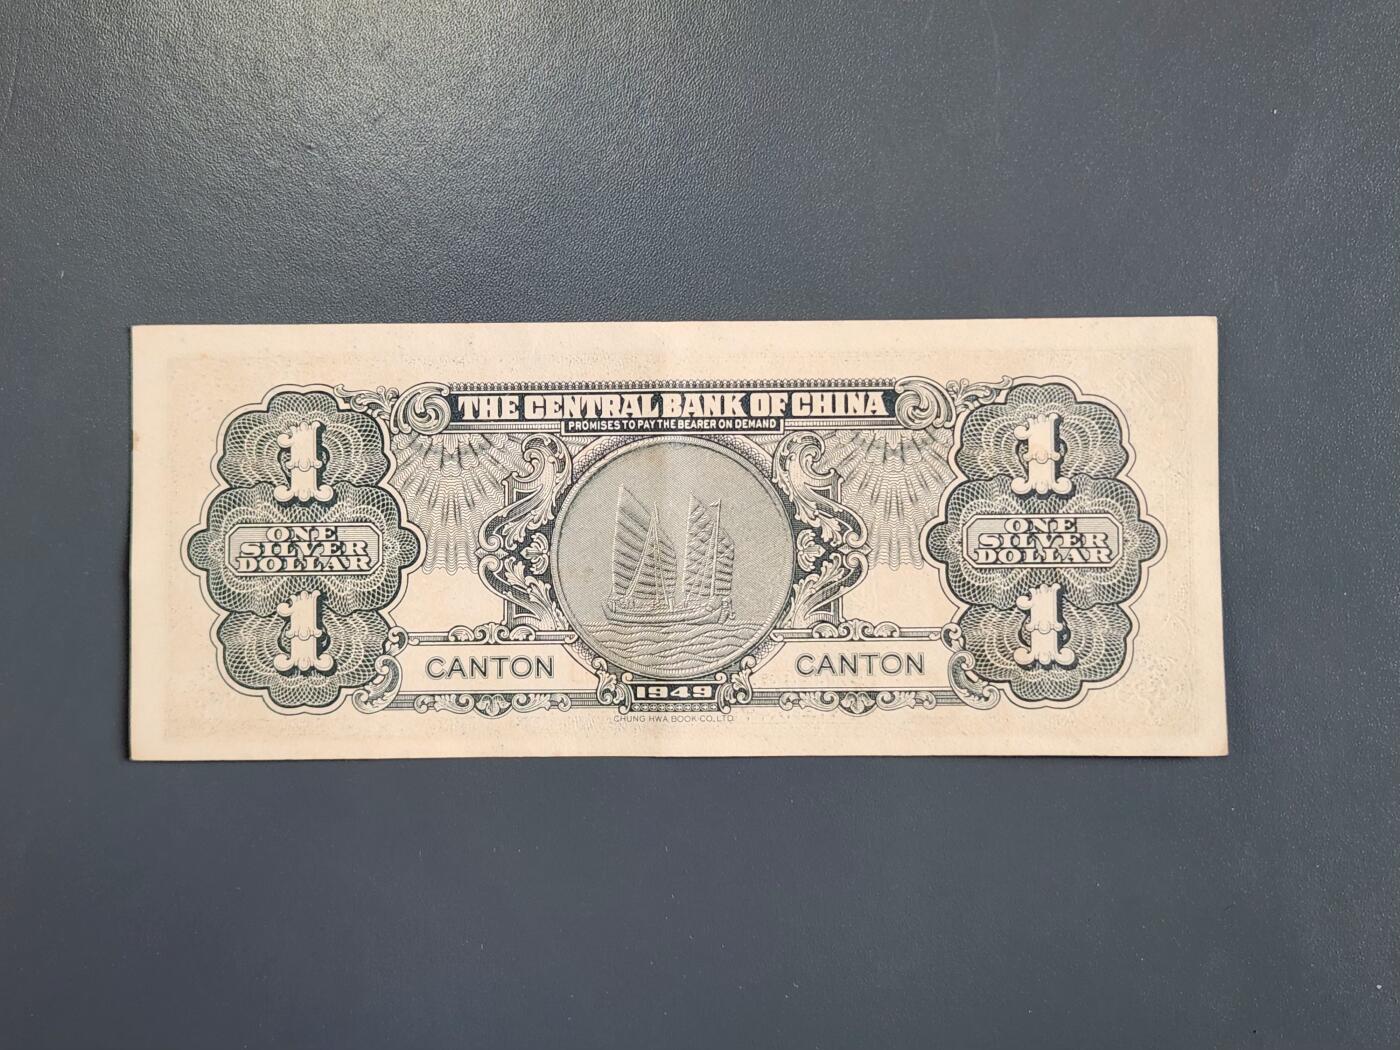 THE CENTRAL BANK OF CHINA
PROMISES TO PAY THE BEARER ON DEMAND
1
1
ONE
SILVER
DOLLAR
ONE
SILVER
DOLLAR
1
1
CANTON
CANTON
1949
CHUNG HWA BOOK CO., LTD.